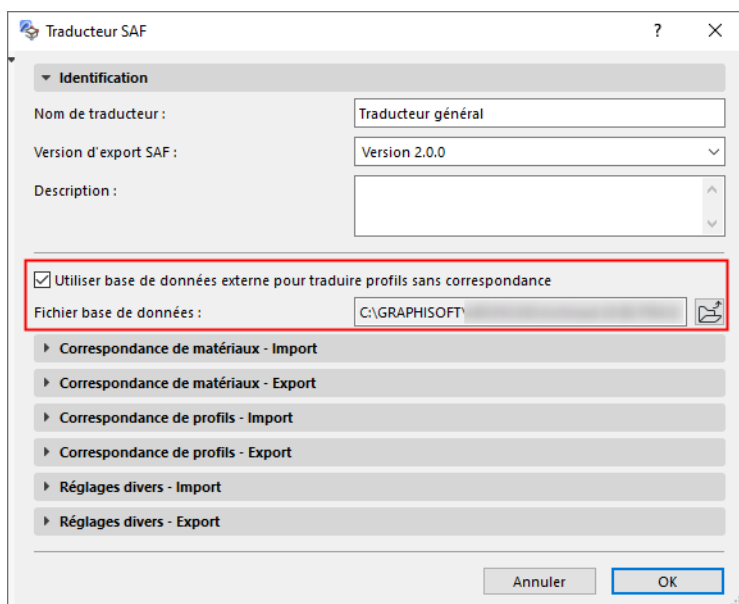 Traducteur SAF
Identification
Nom de traducteur :
Traducteur général
Version d'export SAF :
Version 2.0.0
Description :
Utiliser base de données externe pour traduire profils sans correspondance
Fichier base de données :
C:\GRAPHISOFT\
Correspondance de matériaux - Import
Correspondance de matériaux - Export
Correspondance de profils - Import
Correspondance de profils - Export
Réglages divers - Import
Réglages divers - Export
Annuler
OK